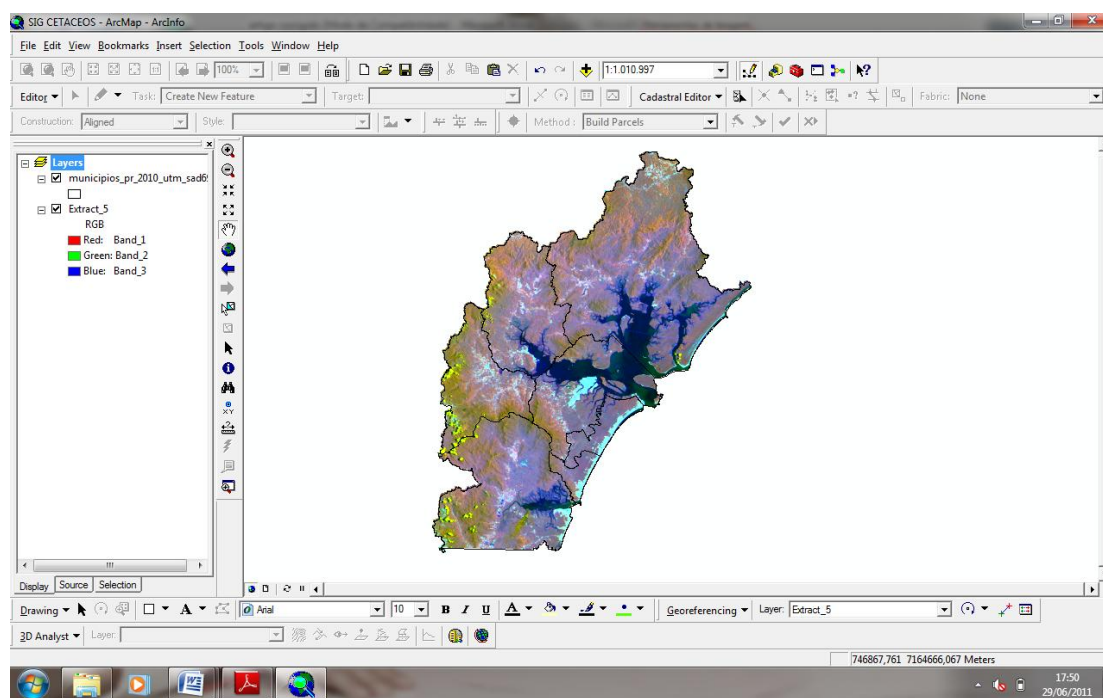 SIG CETACEOS - ArcMap - ArcInfo
File Edit View Bookmarks Insert Selection Tools Window Help
100% 1:1.010.997
Editor Task: Create New Feature Target: Cadastral Editor Fabric: None
Construction: Aligned Style: Method: Build Parcels
Layers
municipios_pr_2010_utm_sad6
Extract_5
RGB
Red: Band_1
Green: Band_2
Blue: Band_3
Display Source Selection
Drawing A Arial 10 B I U A Georeferencing Layer: Extract_5
3D Analyst Layer:
746867,761 7164666,067 Meters
17:50
29/06/2011